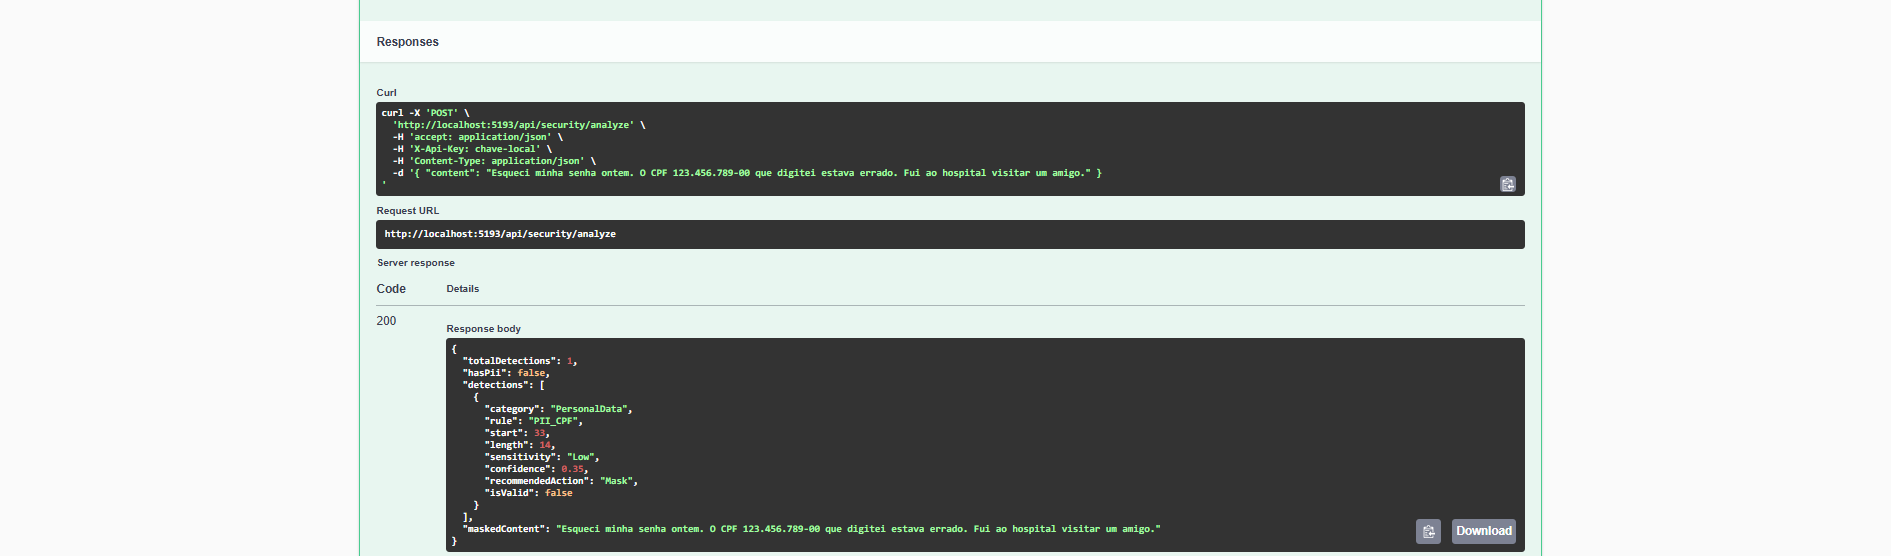 Responses
Curl
curl -X 'POST' \
  'http://localhost:5193/api/security/analyze' \
  -H 'accept: application/json' \
  -H 'X-Api-Key: chave-local' \
  -H 'Content-Type: application/json' \
  -d '{ "content": "Esqueci minha senha ontem. O CPF 123.456.789-00 que digitei estava errado. Fui ao hospital visitar um amigo." }
'
Request URL
http://localhost:5193/api/security/analyze
Server response
Code Details
200
Response body
{
  "totalDetections": 1,
  "hasPii": false,
  "detections": [
    {
      "category": "PersonalData",
      "rule": "PII_CPF",
      "start": 33,
      "length": 14,
      "sensitivity": "Low",
      "confidence": 0.35,
      "recommendedAction": "Mask",
      "isValid": false
    }
  ],
  "maskedContent": "Esqueci minha senha ontem. O CPF 123.456.789-00 que digitei estava errado. Fui ao hospital visitar um amigo."
}
Download